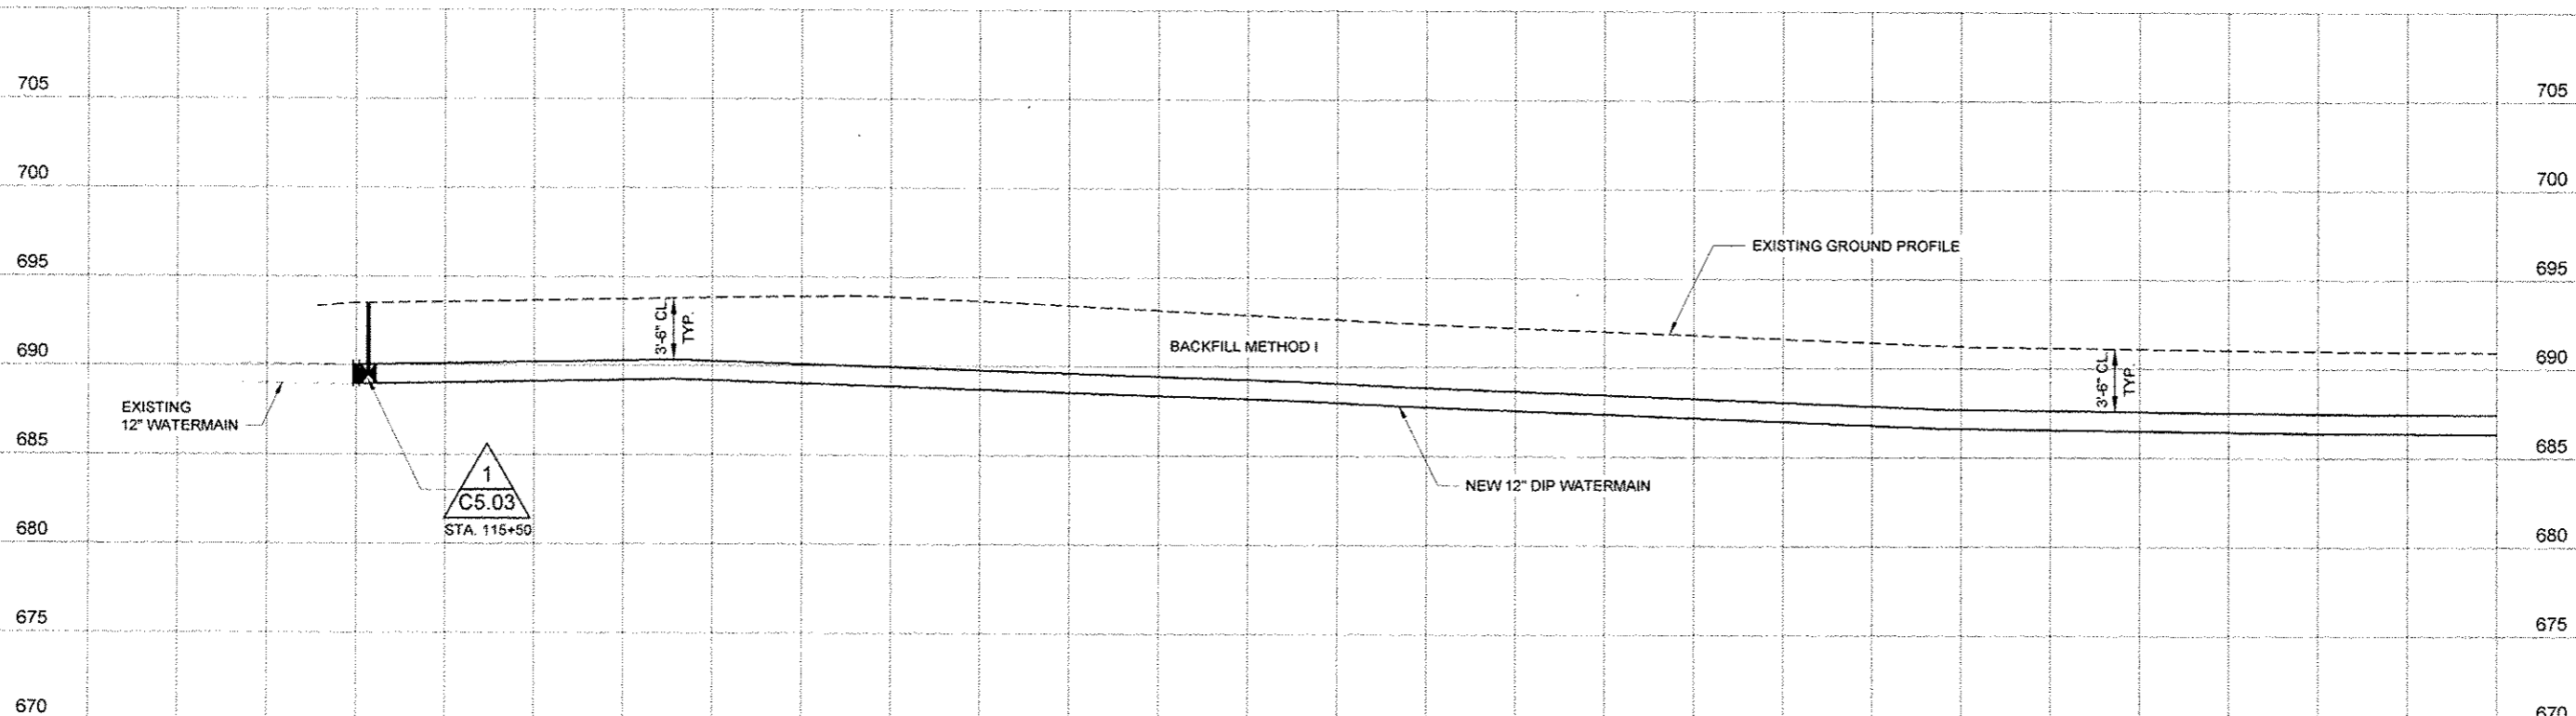 705
705
700
700
EXISTING GROUND PROFILE
695
695
3'-6" CL.
TYP.
BACKFILL METHOD I
690
690
3'-6" CL.
TYP.
EXISTING
12" WATERMAIN
685
685
1
C5.03
STA. 115+50
NEW 12" DIP WATERMAIN
680
680
675
675
670
670